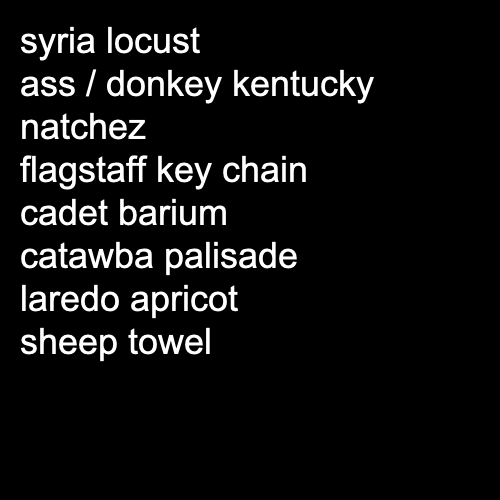 syria locust
ass / donkey kentucky
natchez
flagstaff key chain
cadet barium
catawba palisade
laredo apricot
sheep towel